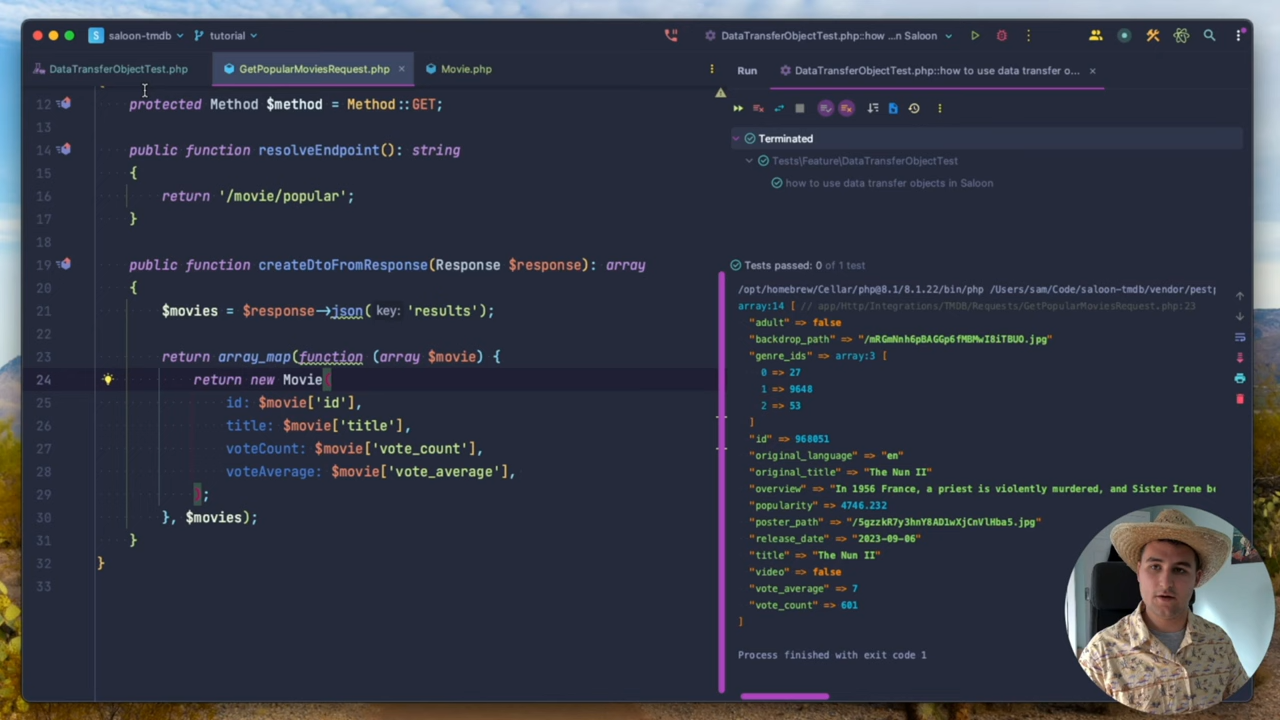 S saloon-tmdb tutorial DataTransferObjectTest.php::how ...n Saloon
DataTransferObjectTest.php GetPopularMoviesRequest.php Movie.php
Run DataTransferObjectTest.php::how to use data transfer o...
12 protected Method $method = Method::GET;
13
14 public function resolveEndpoint(): string
15 {
16 return '/movie/popular';
17 }
18
19 public function createDtoFromResponse(Response $response): array
20 {
21 $movies = $response->json( key: 'results');
22
23 return array_map(function (array $movie) {
24 return new Movie(
25 id: $movie['id'],
26 title: $movie['title'],
27 voteCount: $movie['vote_count'],
28 voteAverage: $movie['vote_average'],
29 );
30 }, $movies);
31 }
32 }
33
Terminated
Tests\Feature\DataTransferObjectTest
how to use data transfer objects in Saloon
Tests passed: 0 of 1 test
/opt/homebrew/Cellar/php@8.1/8.1.22/bin/php /Users/sam/Code/saloon-tmdb/vendor/pest
array:14 [ // app/Http/Integrations/TMDB/Requests/GetPopularMoviesRequest.php:23
"adult" => false
"backdrop_path" => "/mRGmNnh6pBAGGp6fMBMwI8iTBUO.jpg"
"genre_ids" => array:3 [
0 => 27
1 => 9648
2 => 53
]
"id" => 968051
"original_language" => "en"
"original_title" => "The Nun II"
"overview" => "In 1956 France, a priest is violently murdered, and Sister Irene be
"popularity" => 4746.232
"poster_path" => "/5gzzkR7y3hnY8AD1wXjCnVlHba5.jpg"
"release_date" => "2023-09-06"
"title" => "The Nun II"
"video" => false
"vote_average" => 7
"vote_count" => 601
]
Process finished with exit code 1